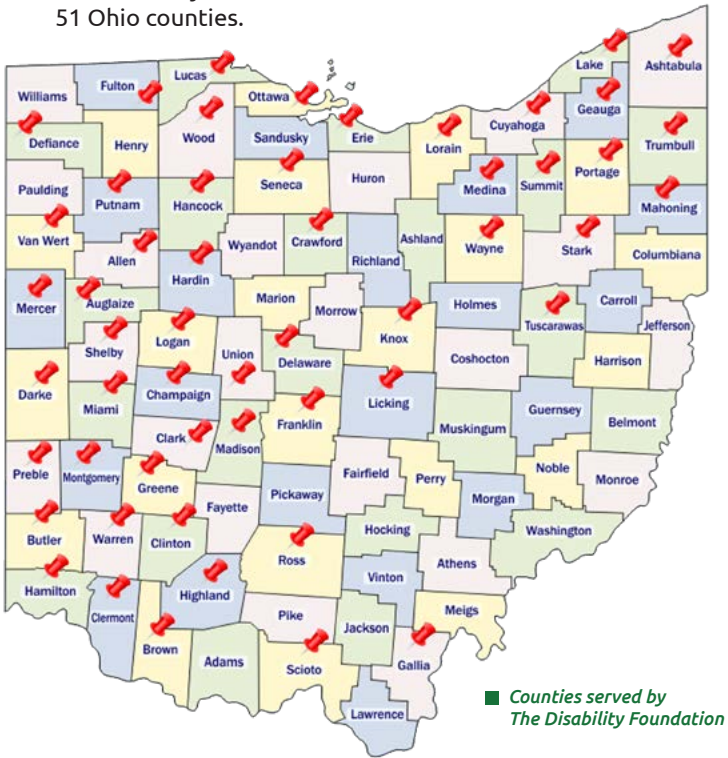 51 Ohio counties.
Lake
Ashtabula
Lucas
Fulton
Williams
Ottawa
Geauga
Cuyahoga
Wood
Sandusky
Erie
Lorain
Defiance
Henry
Trumbull
Portage
Huron
Seneca
Medina
Summit
Paulding
Putnam
Hancock
Mahoning
Van Wert
Wyandot
Crawford
Ashland
Wayne
Stark
Columbiana
Allen
Richland
Hardin
Mercer
Auglaize
Marion
Morrow
Holmes
Carroll
Tuscarawas
Jefferson
Logan
Knox
Shelby
Union
Coshocton
Delaware
Harrison
Darke
Champaign
Miami
Licking
Guernsey
Franklin
Muskingum
Belmont
Clark
Madison
Preble
Montgomery
Fairfield
Perry
Noble
Monroe
Greene
Pickaway
Morgan
Fayette
Hocking
Washington
Butler
Warren
Clinton
Ross
Athens
Vinton
Hamilton
Highland
Clermont
Pike
Meigs
Jackson
Brown
Adams
Scioto
Gallia
Lawrence
Counties served by
The Disability Foundation